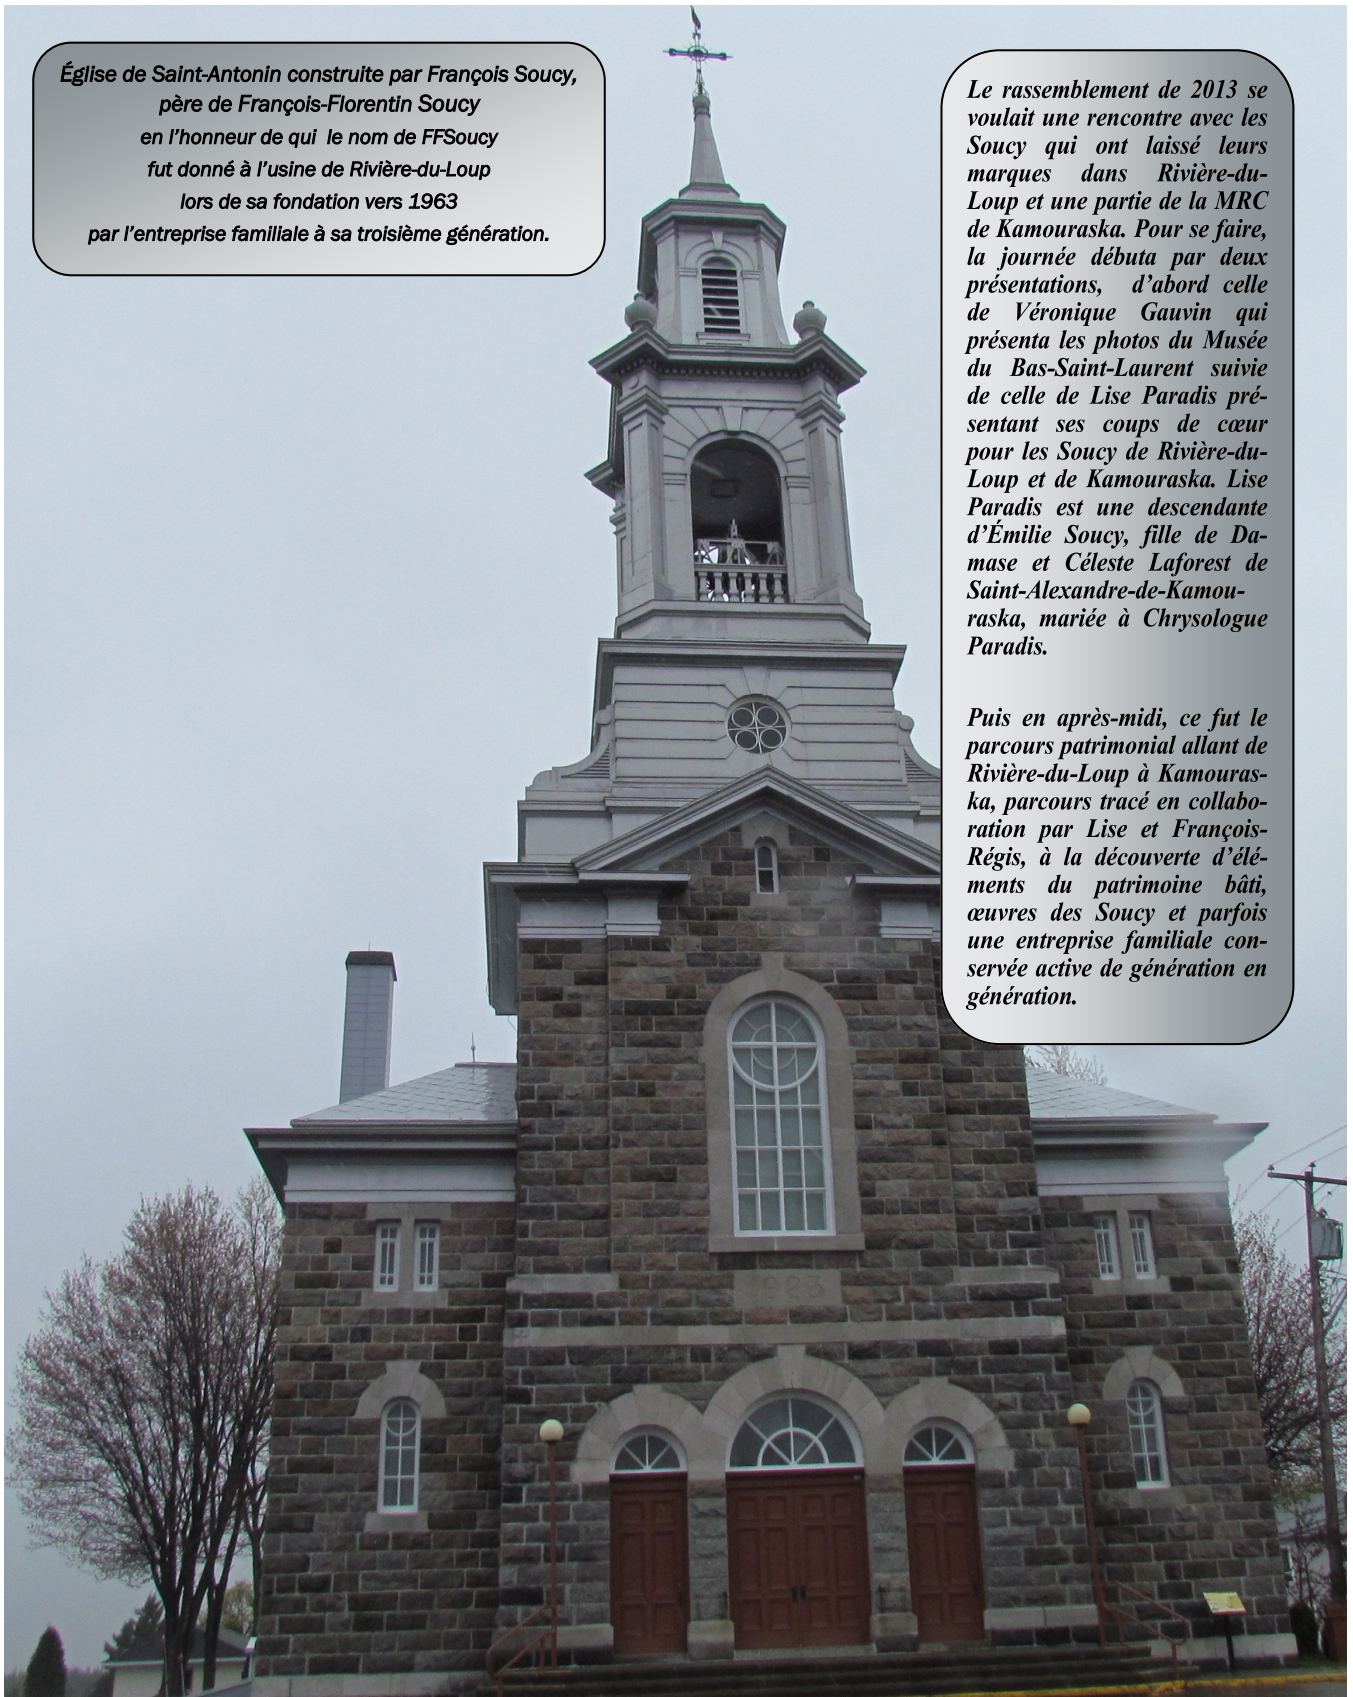 Église de Saint-Antonin construite par François Soucy,
père de François-Florentin Soucy
en l’honneur de qui le nom de FFSoucy
fut donné à l’usine de Rivière-du-Loup
lors de sa fondation vers 1963
par l’entreprise familiale à sa troisième génération.
Le rassemblement de 2013 se
voulait une rencontre avec les
Soucy qui ont laissé leurs
marques dans Rivière-du-
Loup et une partie de la MRC
de Kamouraska. Pour se faire,
la journée débuta par deux
présentations, d’abord celle
de Véronique Gauvin qui
présenta les photos du Musée
du Bas-Saint-Laurent suivie
de celle de Lise Paradis pré-
sentant ses coups de cœur
pour les Soucy de Rivière-du-
Loup et de Kamouraska. Lise
Paradis est une descendante
d’Émilie Soucy, fille de Da-
mase et Céleste Laforest de
Saint-Alexandre-de-Kamou-
raska, mariée à Chrysologue
Paradis.
Puis en après-midi, ce fut le
parcours patrimonial allant de
Rivière-du-Loup à Kamouras-
ka, parcours tracé en collabo-
ration par Lise et François-
Régis, à la découverte d’élé-
ments du patrimoine bâti,
œuvres des Soucy et parfois
une entreprise familiale con-
servée active de génération en
génération.
1923